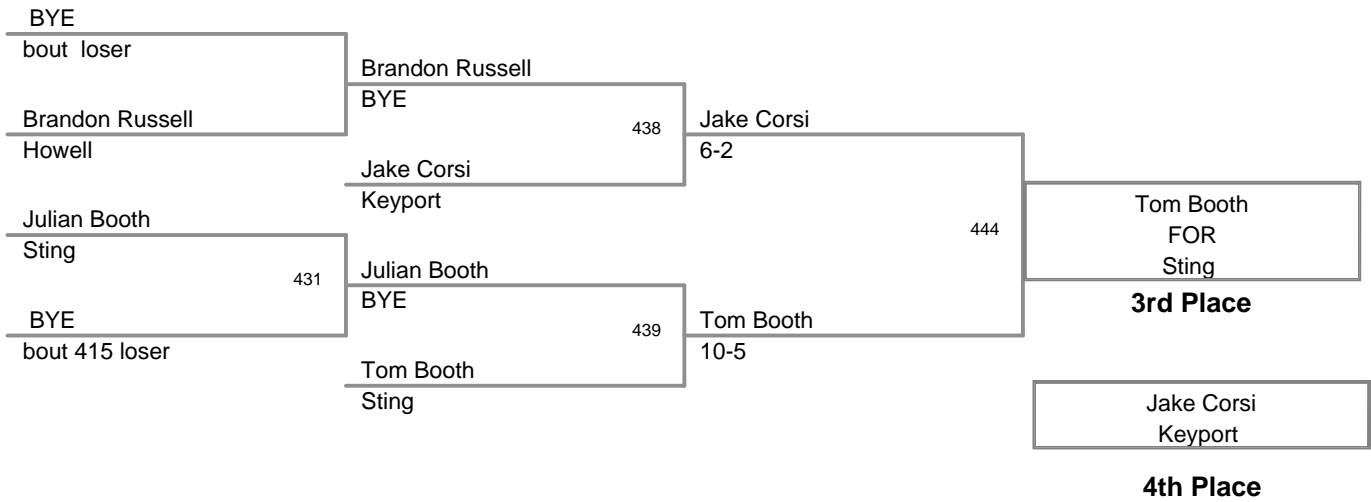 BYE
bout  loser
Brandon Russell
BYE
Brandon Russell
Howell
438
Jake Corsi
6-2
Jake Corsi
Keyport
Julian Booth
Sting
444
Tom Booth
FOR
Sting
3rd Place
431
Julian Booth
BYE
BYE
bout 415 loser
439
Tom Booth
10-5
Tom Booth
Sting
Jake Corsi
Keyport
4th Place